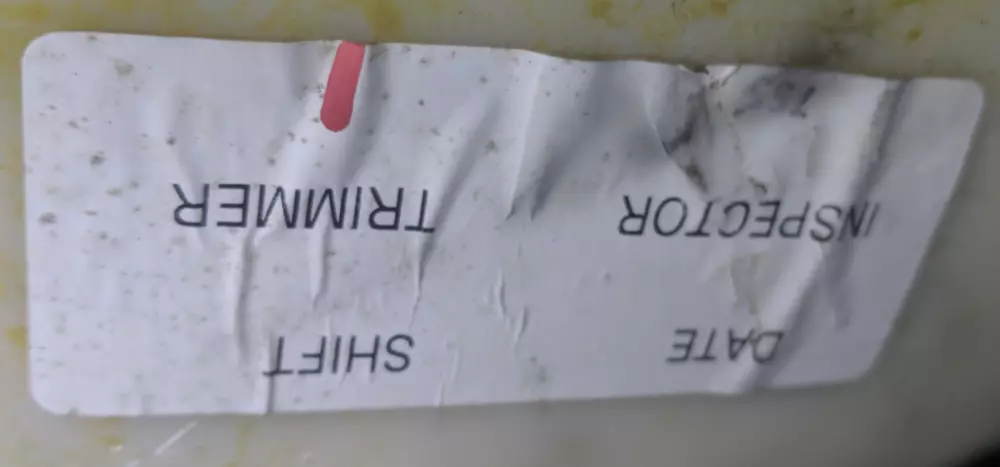 DATE SHIFT
INSPECTOR TRIMMER